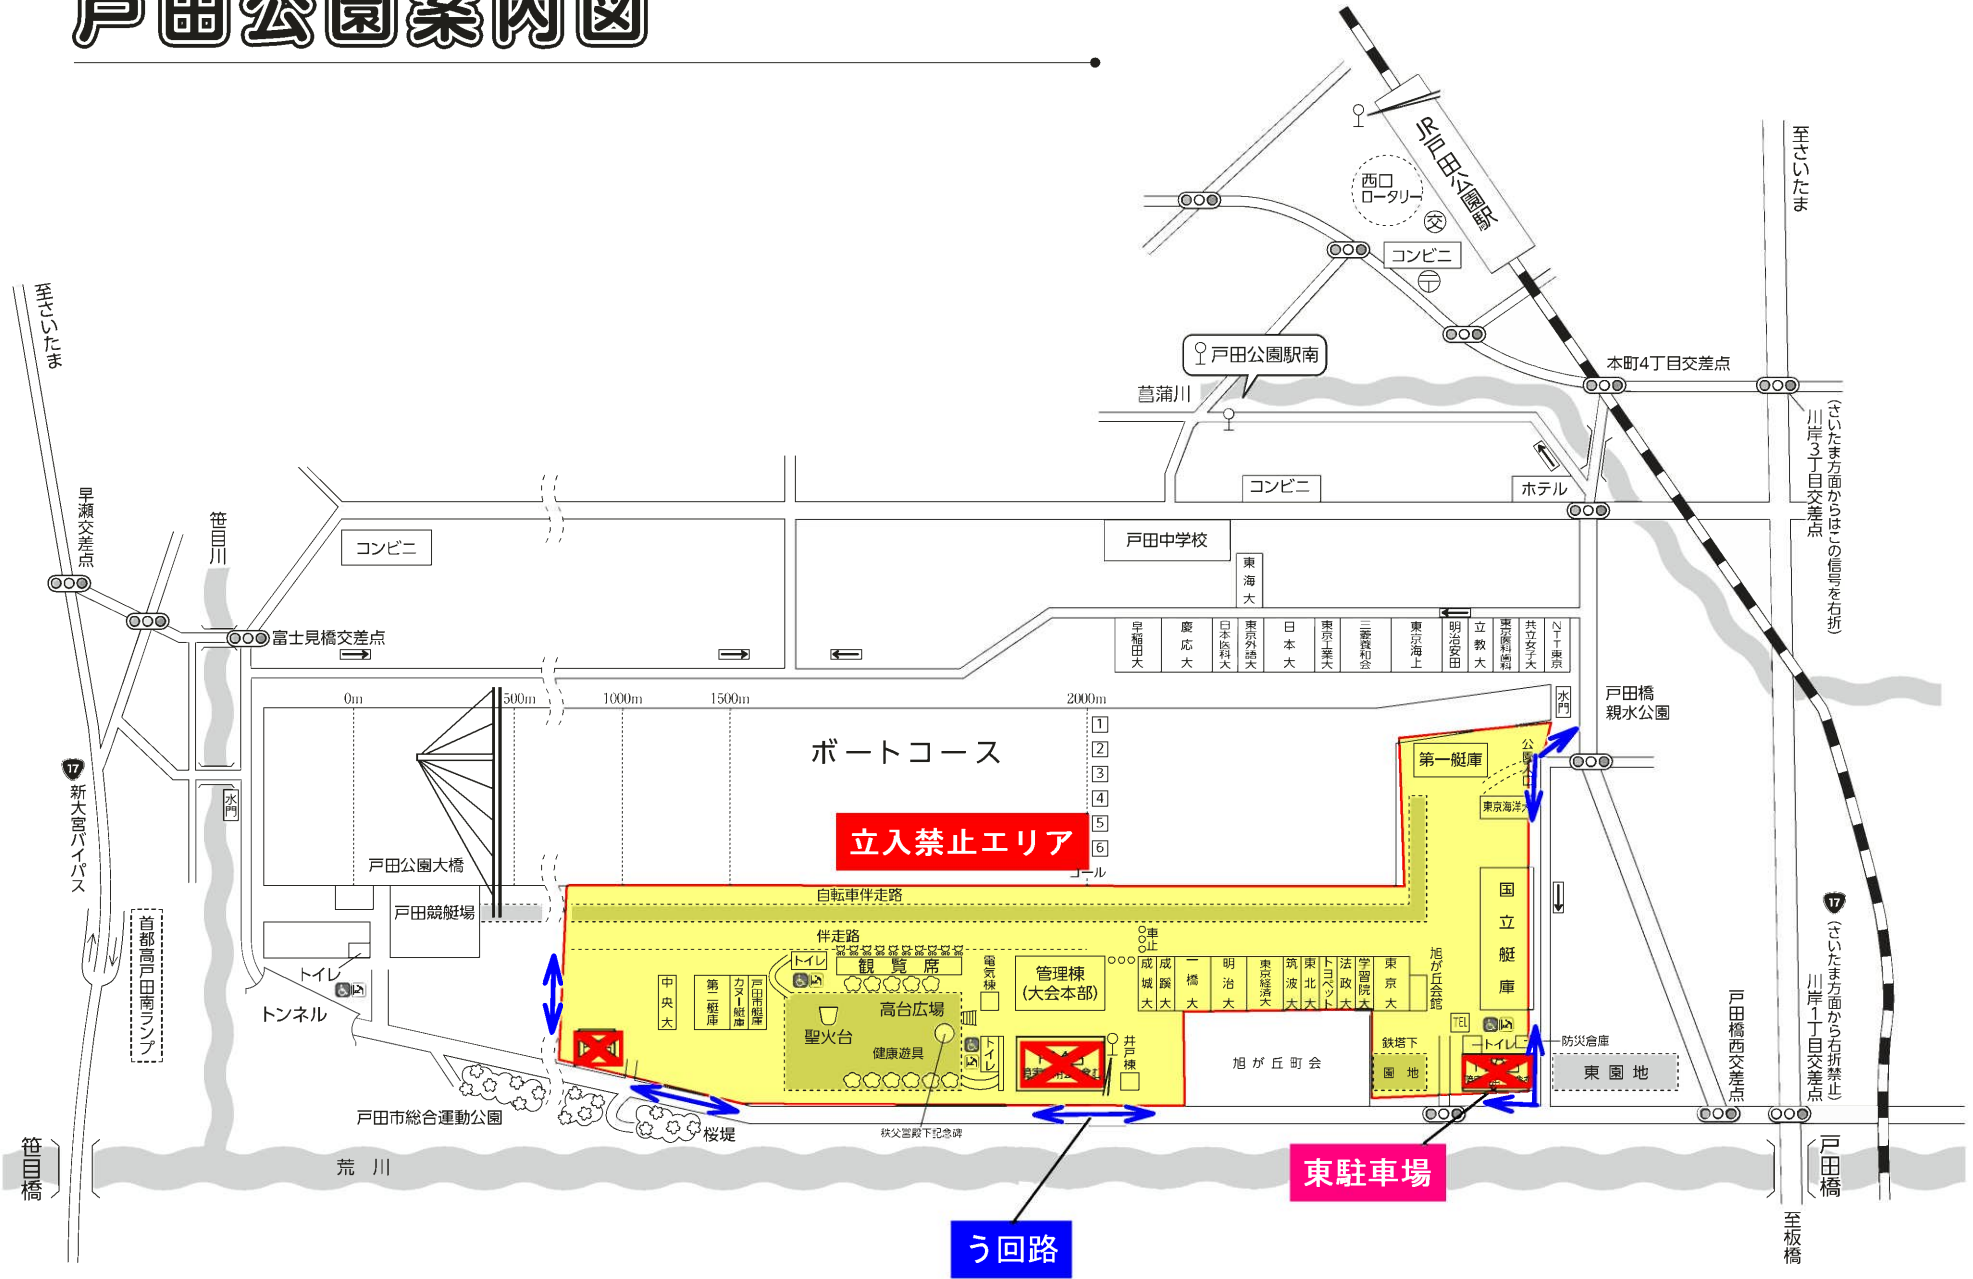 戸田公園案内図
JR戸田公園駅
至さいたま
西口
ロータリー
交
コンビニ
戸田公園駅南
本町4丁目交差点
菖蒲川
川岸3丁目交差点
(さいたま方面からはこの信号を右折)
至さいたま
早瀬交差点
笹目川
コンビニ
コンビニ
ホテル
戸田中学校
東海大
富士見橋交差点
早稲田大
慶応大
日本医科大
東京外語大
日本大
東京工業大
三菱養和会
東京海上
明治安田
立教大
東京医科歯科
共立女子大
NTT東京
0m
500m
1000m
1500m
2000m
水門
戸田橋
親水公園
1
2
3
4
5
6
ボートコース
第一艇庫
17
新大宮バイパス
水門
東京海洋大
立入禁止エリア
戸田公園大橋
ゴール
自転車伴走路
国立艇庫
戸田競艇場
首都高戸田南ランプ
伴走路
車止
17
(さいたま方面から右折禁止)
川岸1丁目交差点
トイレ
観覧席
電気棟
管理棟
(大会本部)
成城大
成蹊大
一橋大
明治大
東京経済大
筑波大
東北大
トヨペット
法政大
学習院大
東京大
旭が丘会館
トイレ
トンネル
中央大
第二艇庫
カヌー艇庫
戸田市艇庫
高台広場
聖火台
健康遊具
トイレ
井戸棟
旭が丘町会
鉄塔下
園地
TEL
トイレ
防災倉庫
東園地
戸田橋西交差点
戸田市総合運動公園
桜堤
秩父宮殿下記念碑
笹目橋
荒川
東駐車場
戸田橋
う回路
至板橋